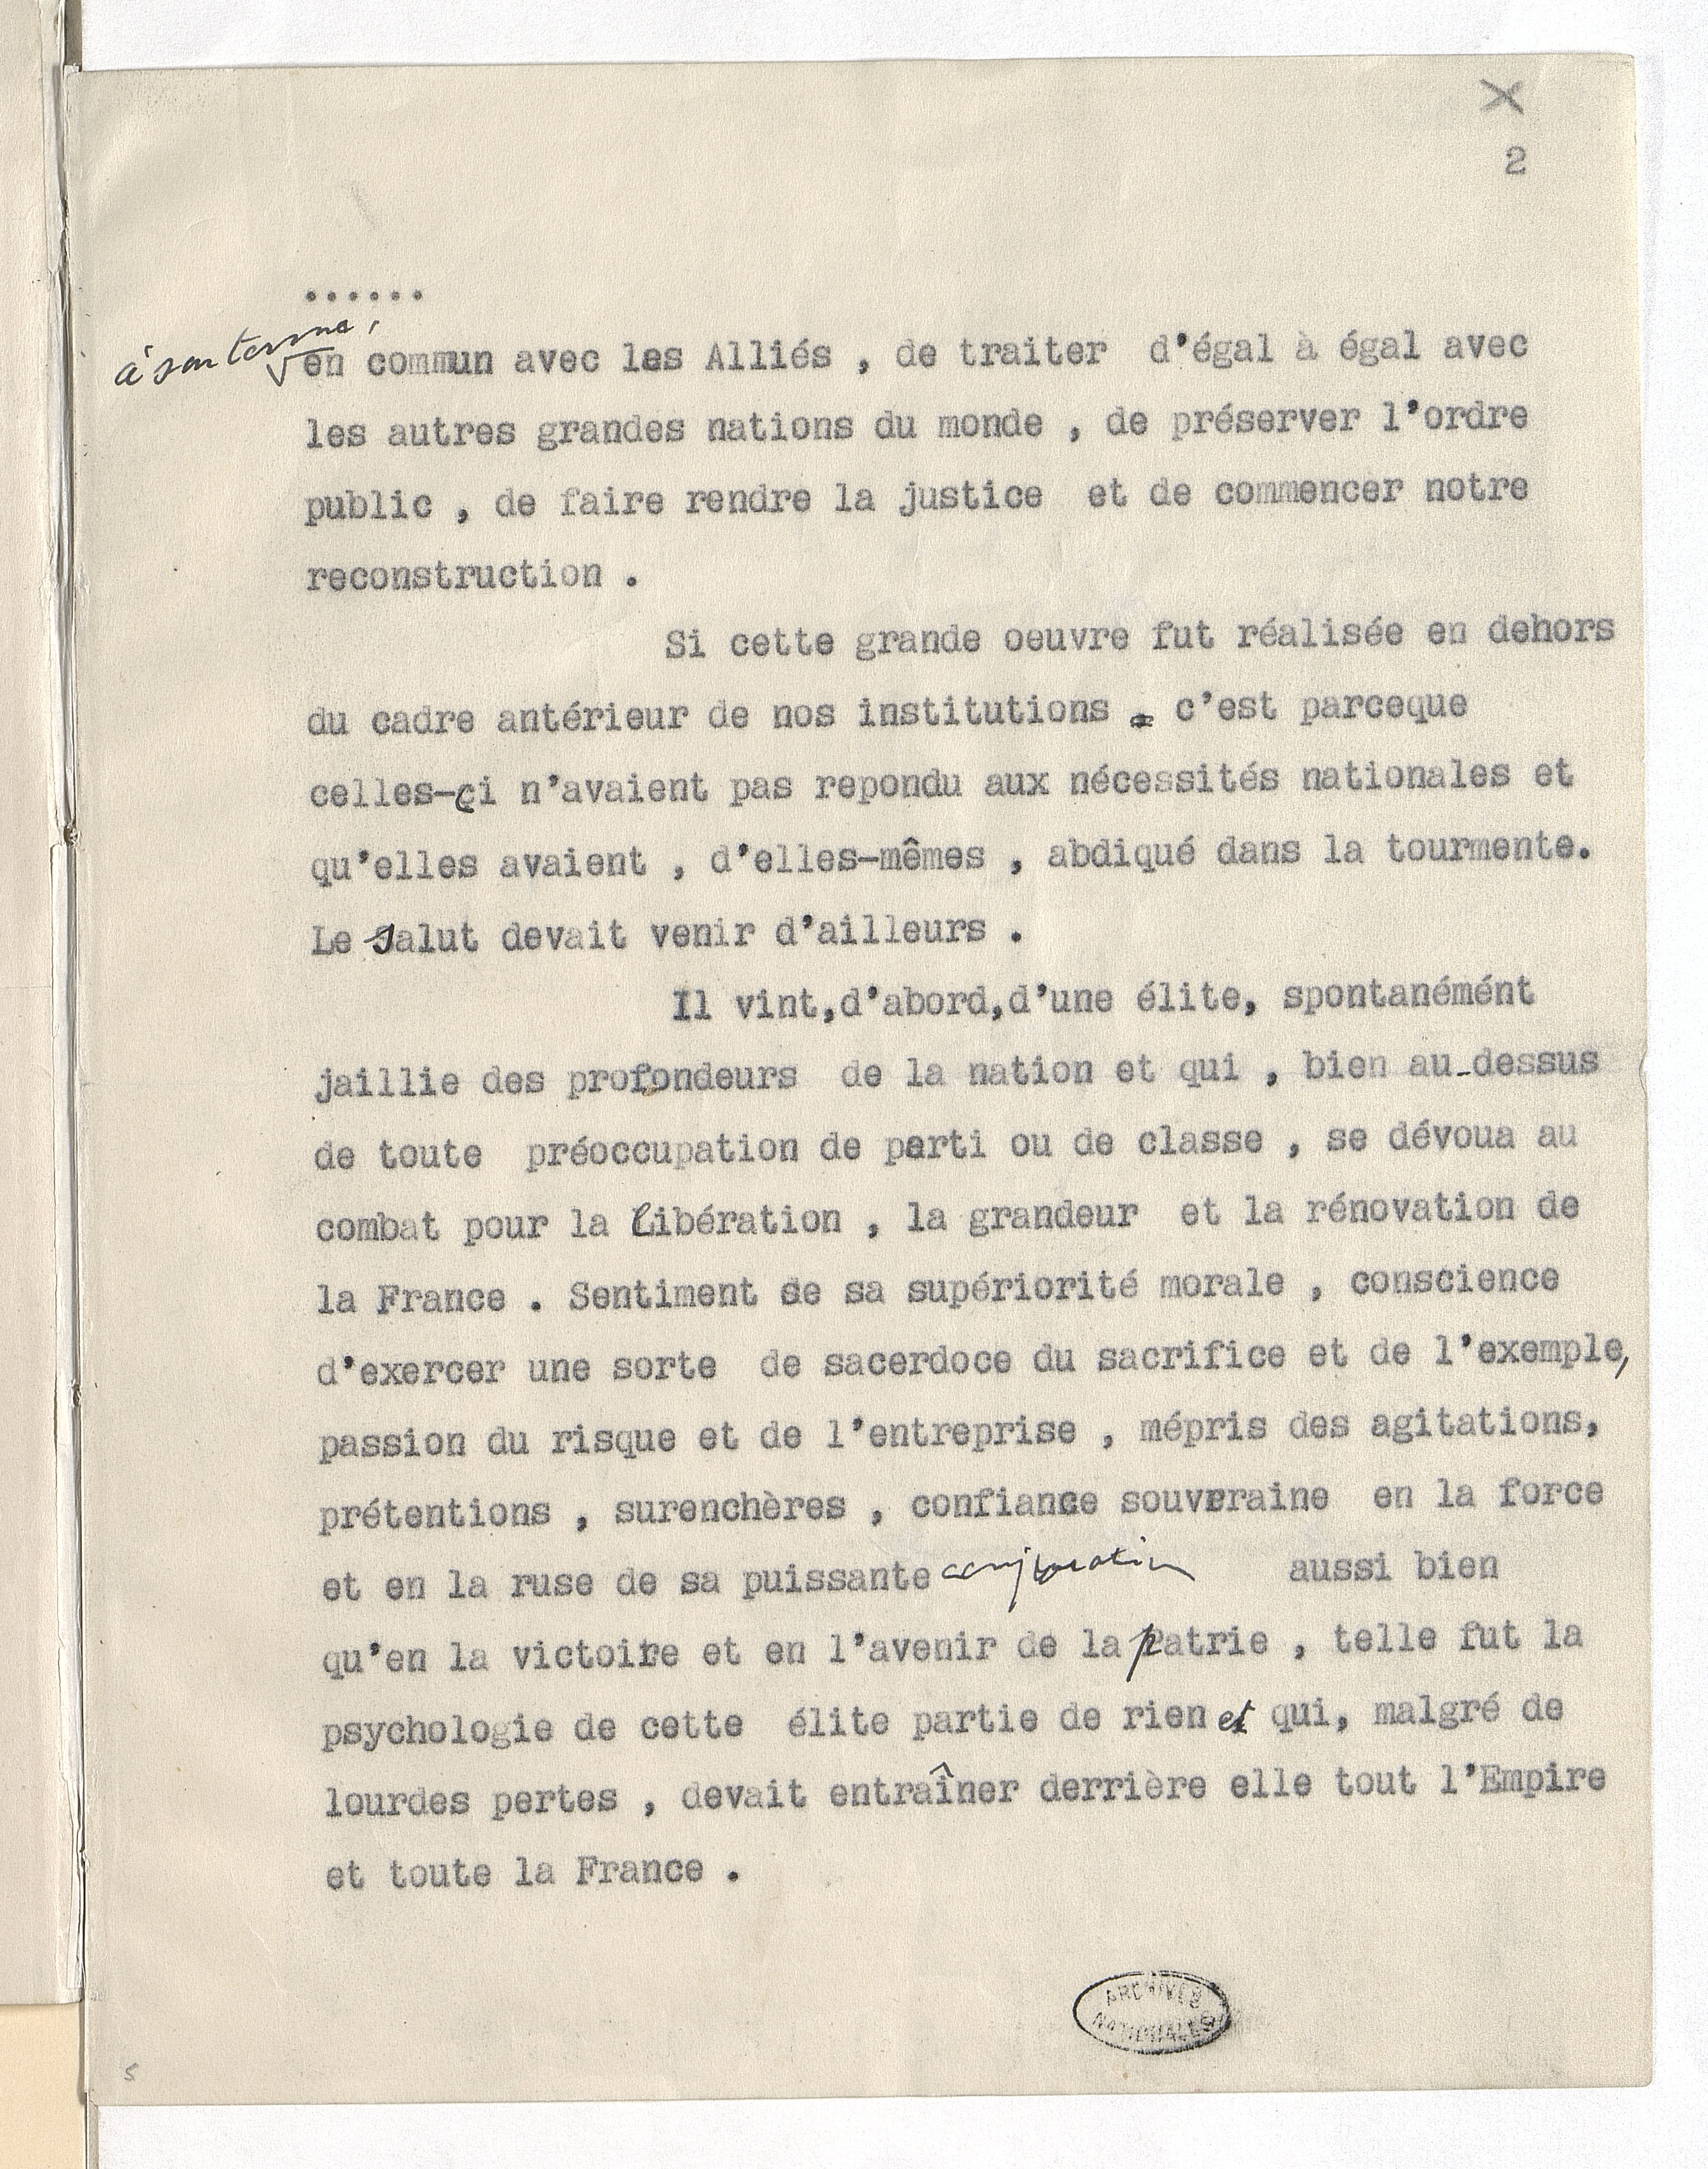 X
2
......
à son terme,
en commun avec les Alliés , de traiter d'égal à égal avec
les autres grandes nations du monde , de préserver l'ordre
public , de faire rendre la justice et de commencer notre
reconstruction .
Si cette grande oeuvre fut réalisée en dehors
du cadre antérieur de nos institutions c'est parceque
celles-ci n'avaient pas repondu aux nécessités nationales et
qu'elles avaient , d'elles-mêmes , abdiqué dans la tourmente.
Le salut devait venir d'ailleurs .
Il vint,d'abord,d'une élite, spontanémént
jaillie des profondeurs de la nation et qui , bien au-dessus
de toute préoccupation de parti ou de classe , se dévoua au
combat pour la libération , la grandeur et la rénovation de
la France . Sentiment de sa supériorité morale , conscience
d'exercer une sorte de sacerdoce du sacrifice et de l'exemple,
passion du risque et de l'entreprise , mépris des agitations,
prétentions , surenchères , confiance souveraine en la force
et en la ruse de sa puissante conjuration aussi bien
qu'en la victoire et en l'avenir de la patrie , telle fut la
psychologie de cette élite partie de rien et qui, malgré de
lourdes pertes , devait entraîner derrière elle tout l'Empire
et toute la France .
ARCHIVES
NATIONALES
5